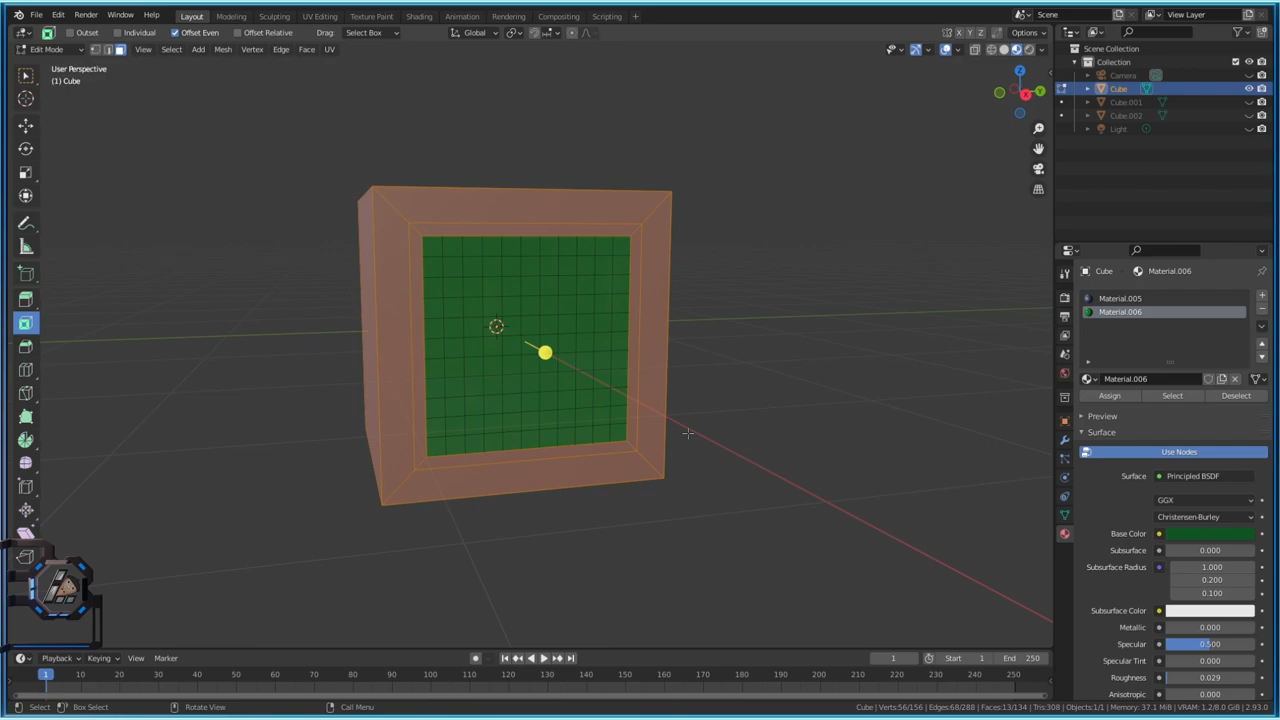 File Edit Render Window Help Layout Modeling Sculpting UV Editing Texture Paint Shading Animation Rendering Compositing Scripting + Scene View Layer
Outset Individual Offset Even Offset Relative Drag: Select Box Global X Y Z Options
Edit Mode View Select Add Mesh Vertex Edge Face UV
Scene Collection
Collection
Camera
Cube
Cube.001
Cube.002
Light
User Perspective
(1) Cube
Z
Y
X
Cube Material.006
Material.005
Material.006
Material.006
Assign Select Deselect
Preview
Surface
Use Nodes
Surface Principled BSDF
GGX
Christensen-Burley
Base Color
Subsurface 0.000
Subsurface Radius 1.000
0.200
0.100
Subsurface Color
Metallic 0.000
Specular 0.500
Specular Tint 0.000
Roughness 0.029
Anisotropic 0.000
Playback Keying View Marker 1 Start 1 End 250
1 10 20 30 40 50 60 70 80 90 100 110 120 130 140 150 160 170 180 190 200 210 220 230 240 250
Select Box Select Rotate View Call Menu Cube | Verts:56/156 | Edges:68/288 | Faces:13/134 | Tris:308 | Objects:1/1 | Memory: 37.1 MiB | VRAM: 1.2/8.0 GiB | 2.93.0